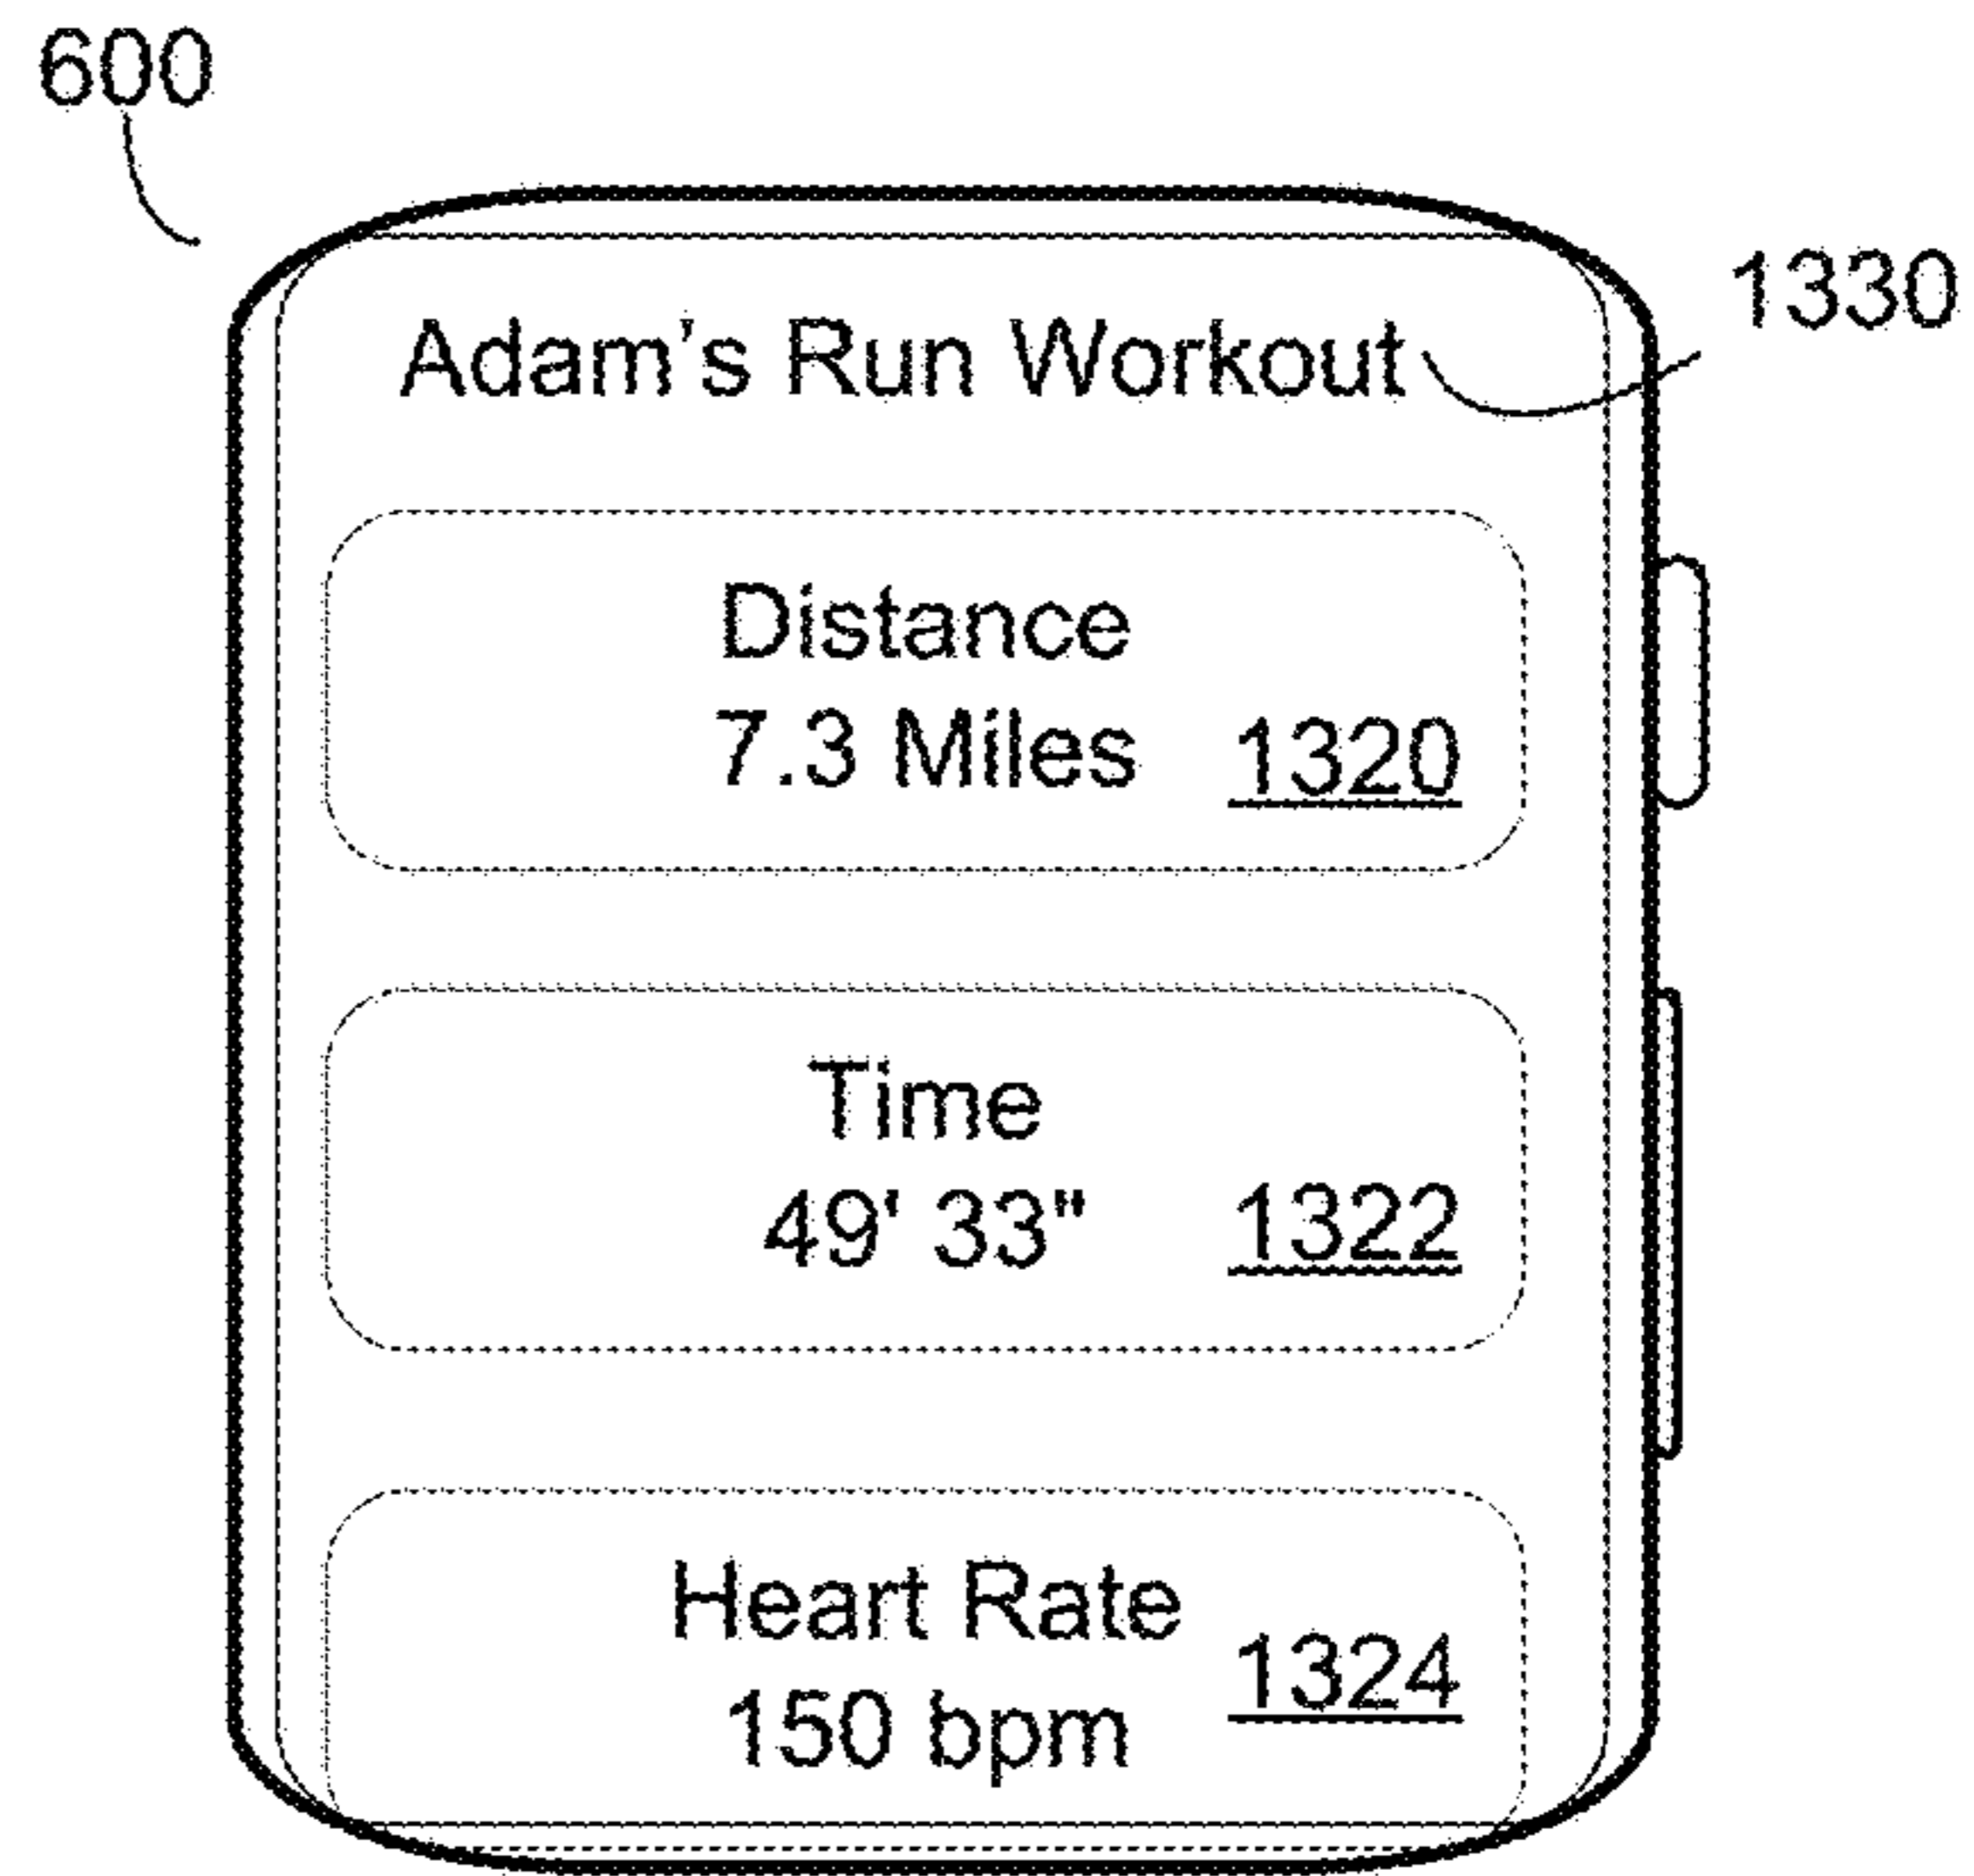 600
1330
Adam's Run Workout
Distance
7.3 Miles 1320
Time
49' 33" 1322
Heart Rate
1324
150 bpm